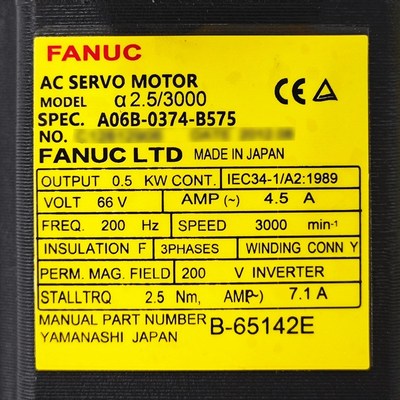 FANUC
AC SERVO MOTOR
MODEL α2.5/3000
CE
SPEC. A06B-0374-B575
NO.
FANUC LTD MADE IN JAPAN
OUTPUT 0.5 KW CONT. IEC34-1/A2:1989
VOLT 66 V AMP (~) 4.5 A
FREQ. 200 Hz SPEED 3000 min⁻¹
INSULATION F 3PHASES WINDING CONN Y
PERM. MAG. FIELD 200 V INVERTER
STALLTRQ 2.5 Nm, AMP~) 7.1 A
MANUAL PART NUMBER B-65142E
YAMANASHI JAPAN